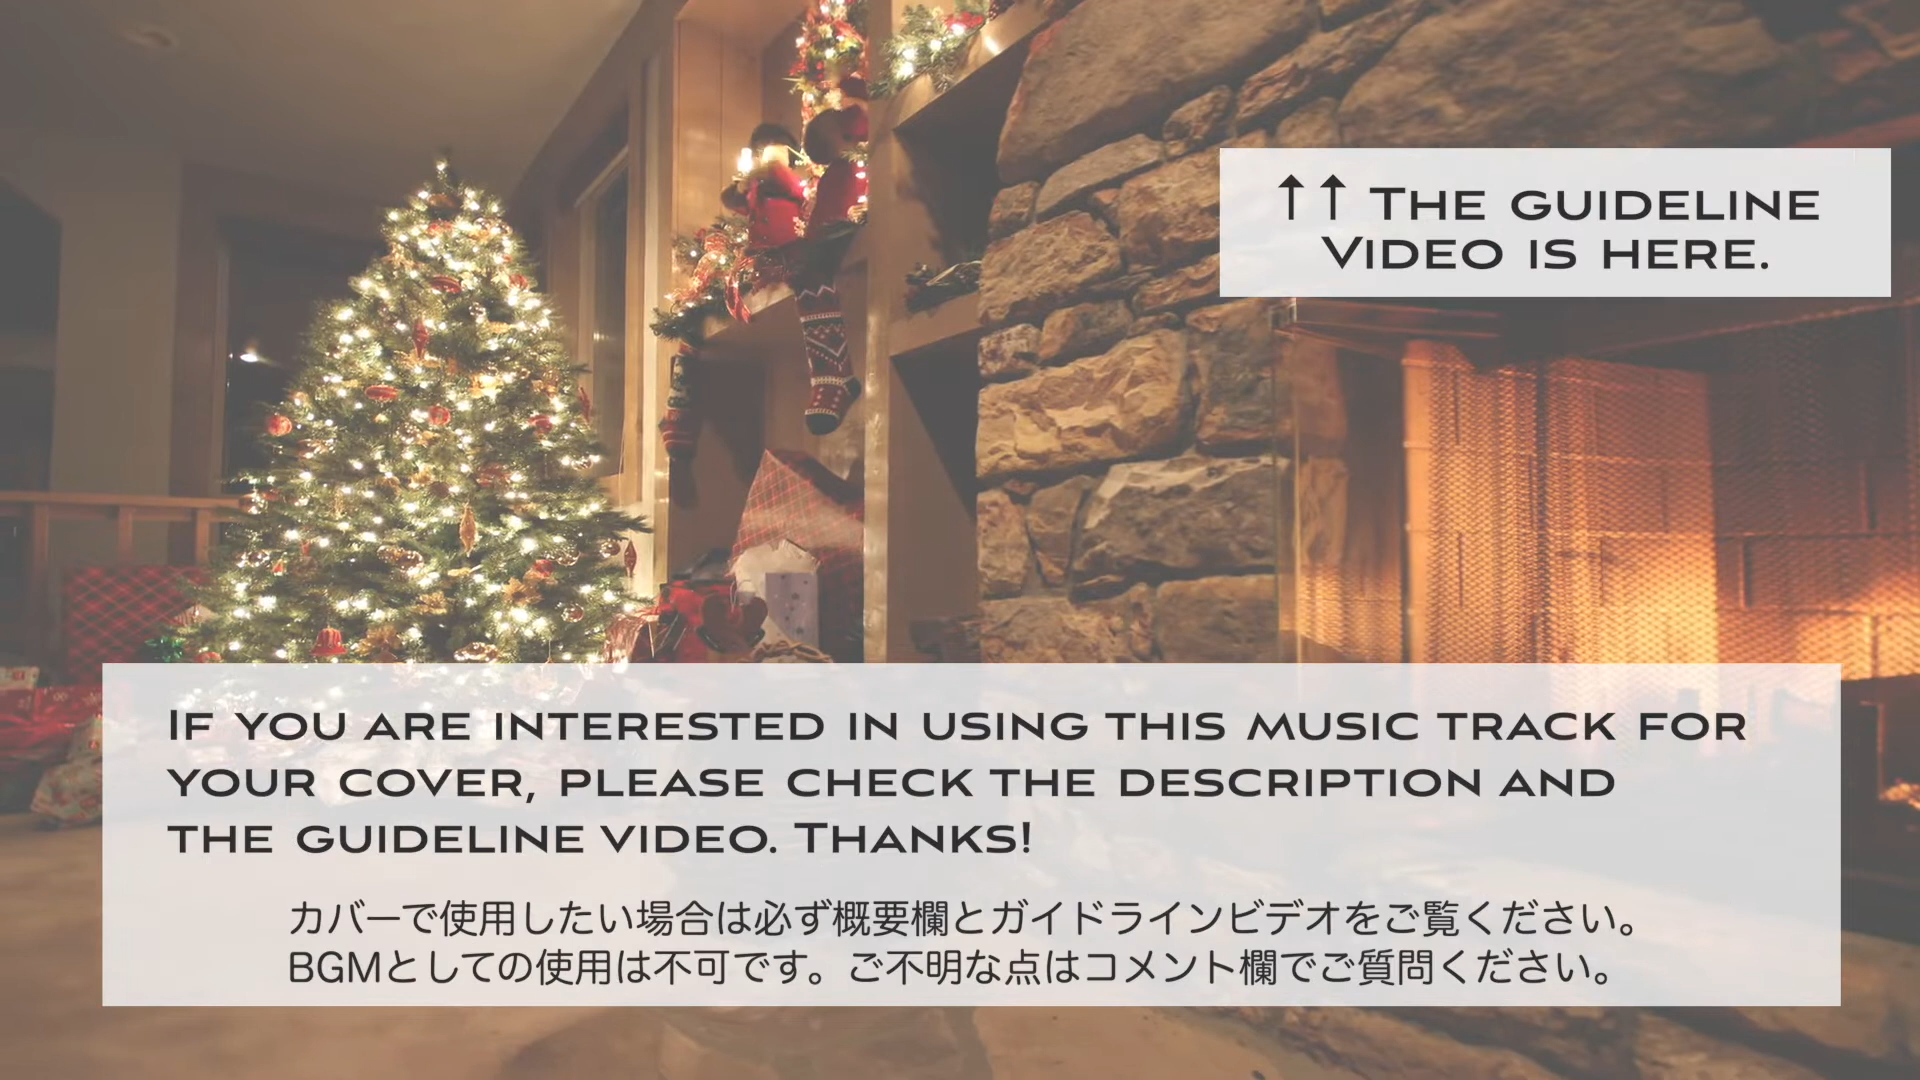 ↑↑ The guideline
Video is here.
If you are interested in using this music track for
your cover, please check the description and
the guideline video. Thanks!
カバーで使用したい場合は必ず概要欄とガイドラインビデオをご覧ください。
BGMとしての使用は不可です。ご不明な点はコメント欄でご質問ください。